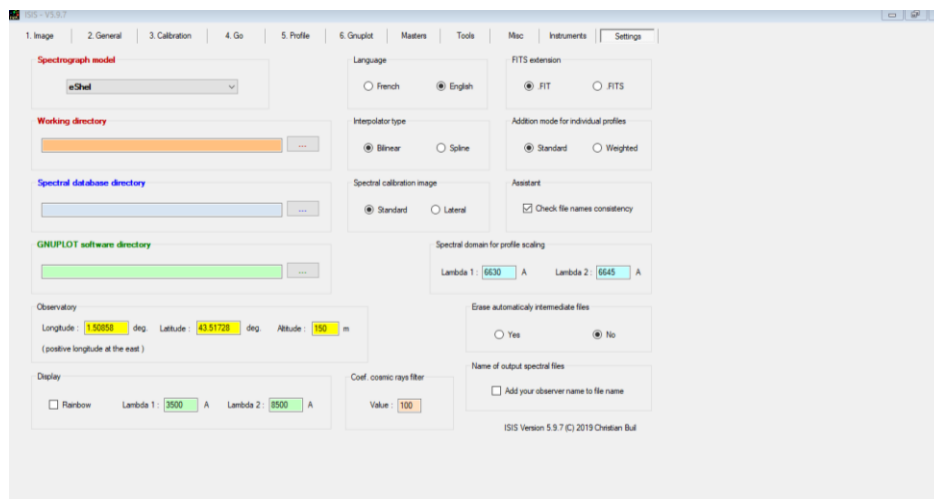 ISIS - V5.9.7
1. Image 2. General 3. Calibration 4. Go 5. Profile 6. Gnuplot Masters Tools Misc Instruments Settings
Spectrograph model
eShel
Language
French English
FITS extension
.FIT .FITS
Working directory
...
Interpolator type
Bilinear Spline
Addition mode for individual profiles
Standard Weighted
Spectral database directory
...
Spectral calibration image
Standard Lateral
Assistant
Check file names consistency
GNUPLOT software directory
...
Spectral domain for profile scaling
Lambda 1 : 6630 A Lambda 2 : 6645 A
Observatory
Longitude : 1.50858 deg. Latitude : 43.51728 deg. Altitude : 150 m
( positive longitude at the east )
Erase automaticaly intermediate files
Yes No
Display
Rainbow Lambda 1 : 3500 A Lambda 2 : 8500 A
Coef. cosmic rays filter
Value : 100
Name of output spectral files
Add your observer name to file name
ISIS Version 5.9.7 (C) 2019 Christian Buil